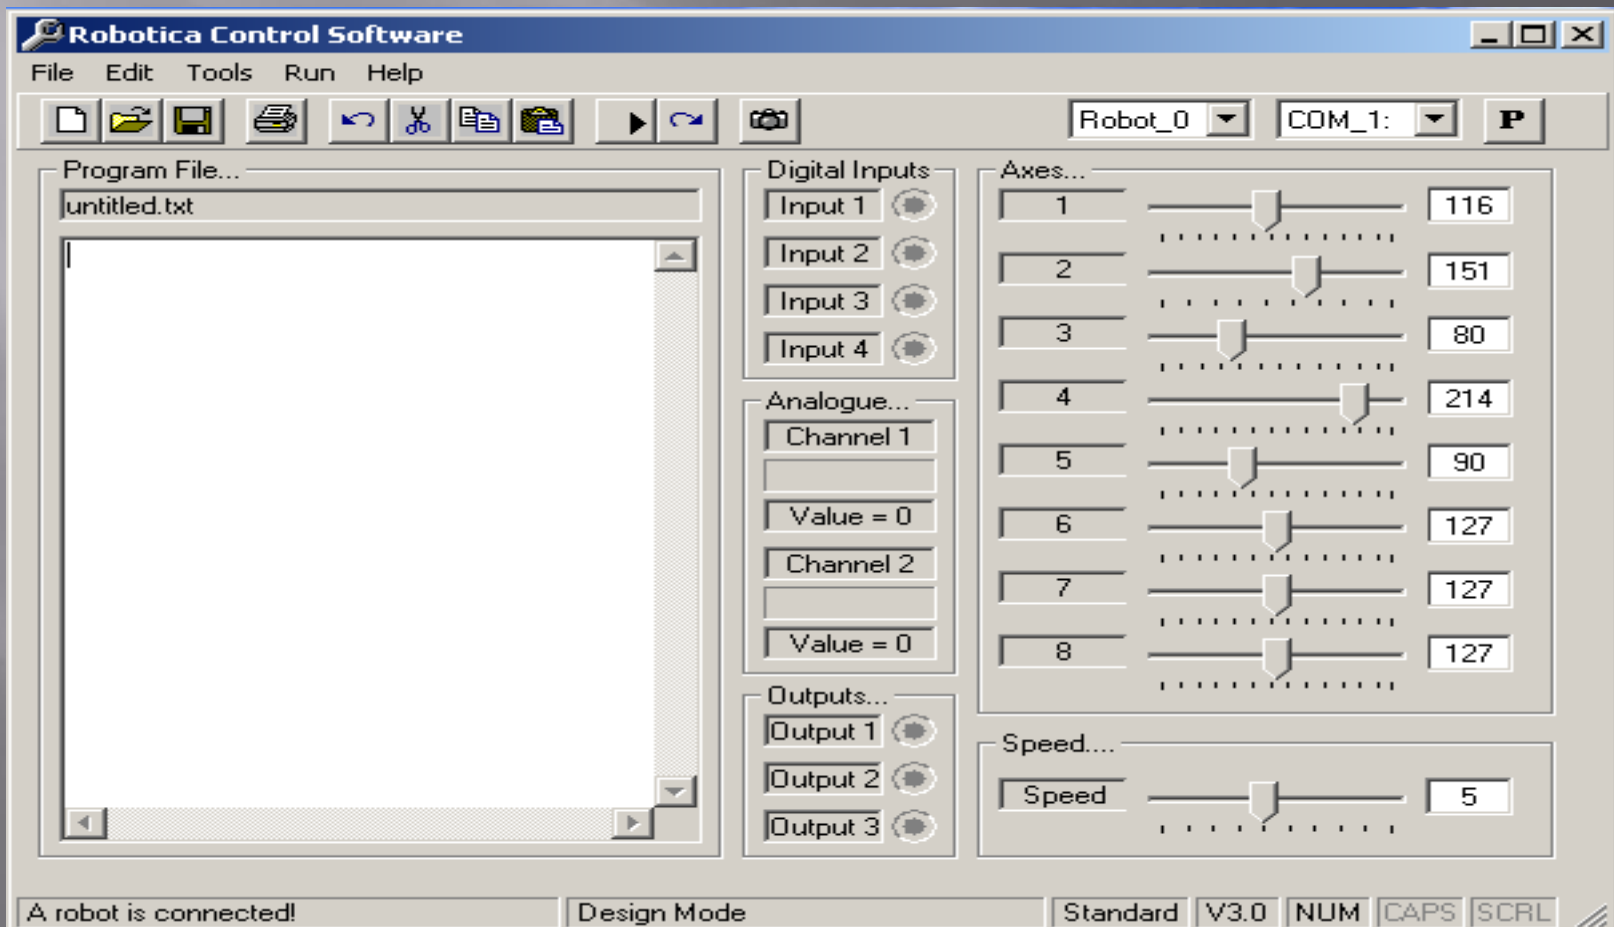 Robotica Control Software
File Edit Tools Run Help
Robot_0 COM_1: P
Program File...
untitled.txt
Digital Inputs
Input 1
Input 2
Input 3
Input 4
Analogue...
Channel 1
Value = 0
Channel 2
Value = 0
Outputs...
Output 1
Output 2
Output 3
Axes...
1 116
2 151
3 80
4 214
5 90
6 127
7 127
8 127
Speed....
Speed 5
A robot is connected! Design Mode Standard V3.0 NUM CAPS SCRL